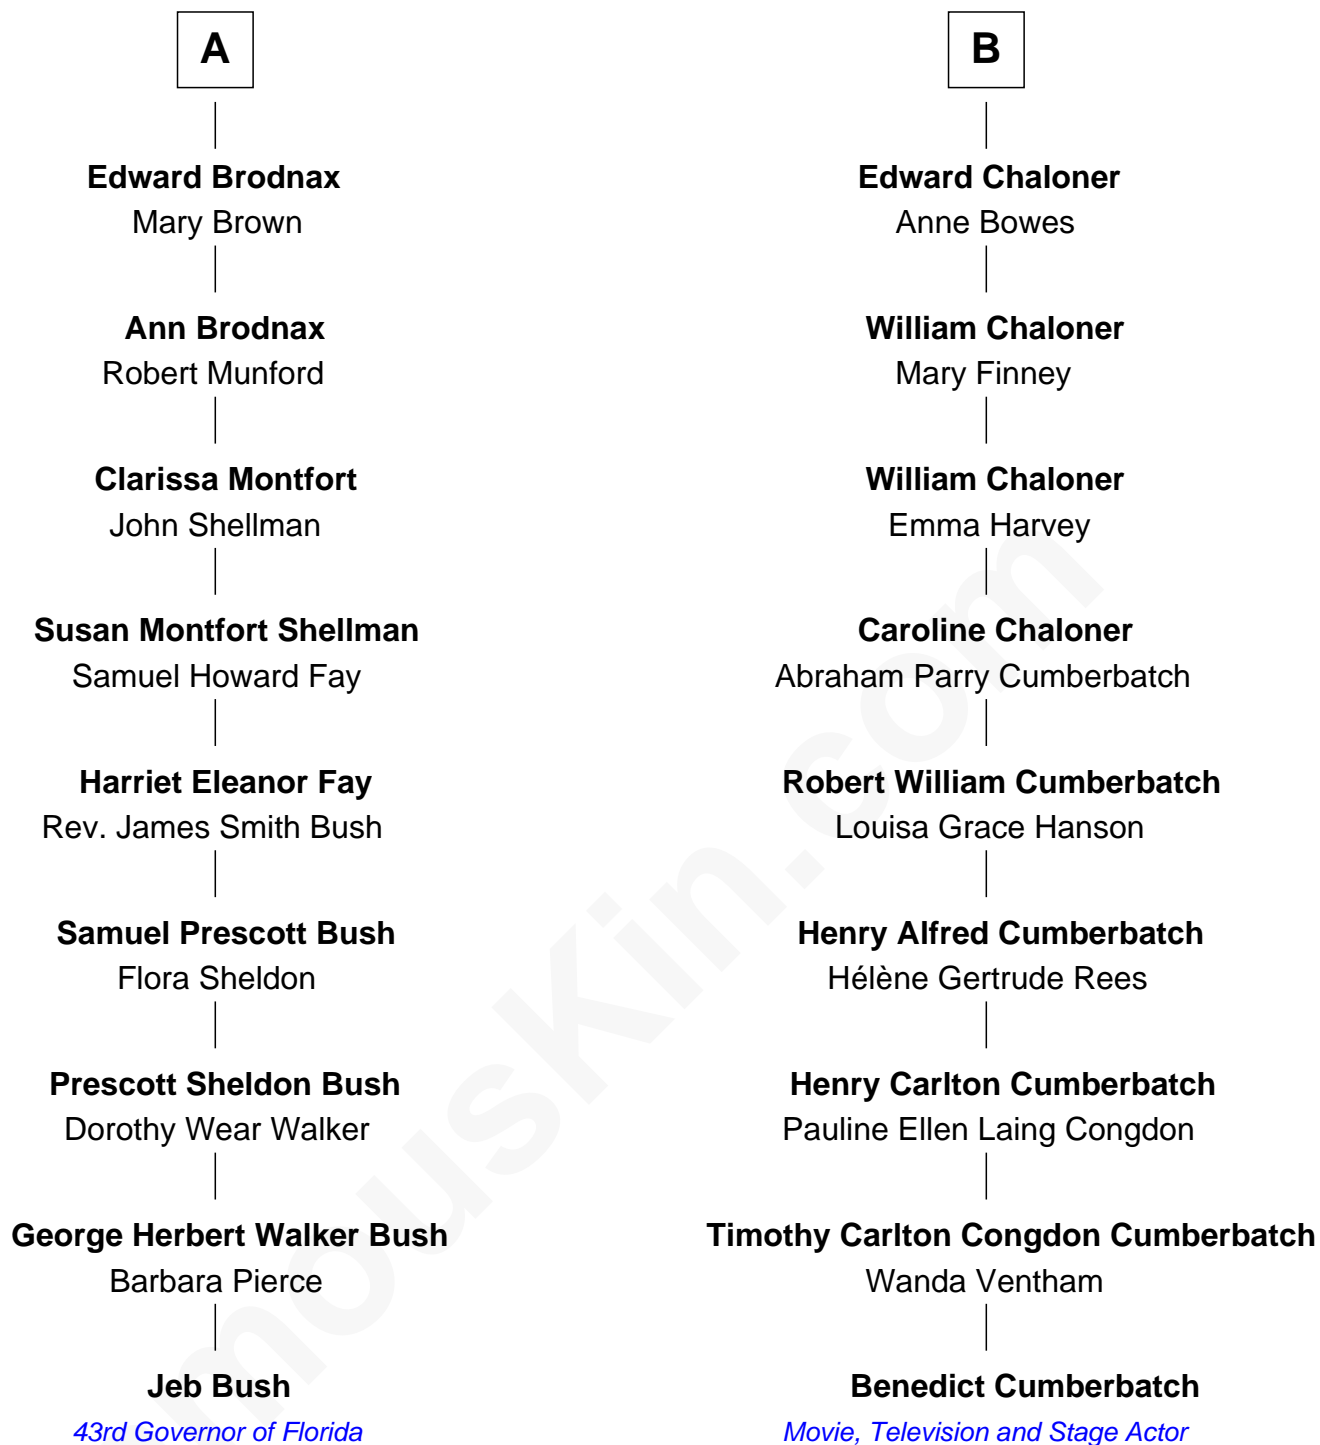 A
Edward Brodnax
Mary Brown
Ann Brodnax
Robert Munford
Clarissa Montfort
John Shellman
Susan Montfort Shellman
Samuel Howard Fay
Harriet Eleanor Fay
Rev. James Smith Bush
Samuel Prescott Bush
Flora Sheldon
Prescott Sheldon Bush
Dorothy Wear Walker
George Herbert Walker Bush
Barbara Pierce
Jeb Bush
43rd Governor of Florida
B
Edward Chaloner
Anne Bowes
William Chaloner
Mary Finney
William Chaloner
Emma Harvey
Caroline Chaloner
Abraham Parry Cumberbatch
Robert William Cumberbatch
Louisa Grace Hanson
Henry Alfred Cumberbatch
Hélène Gertrude Rees
Henry Carlton Cumberbatch
Pauline Ellen Laing Congdon
Timothy Carlton Congdon Cumberbatch
Wanda Ventham
Benedict Cumberbatch
Movie, Television and Stage Actor
mousKin.com